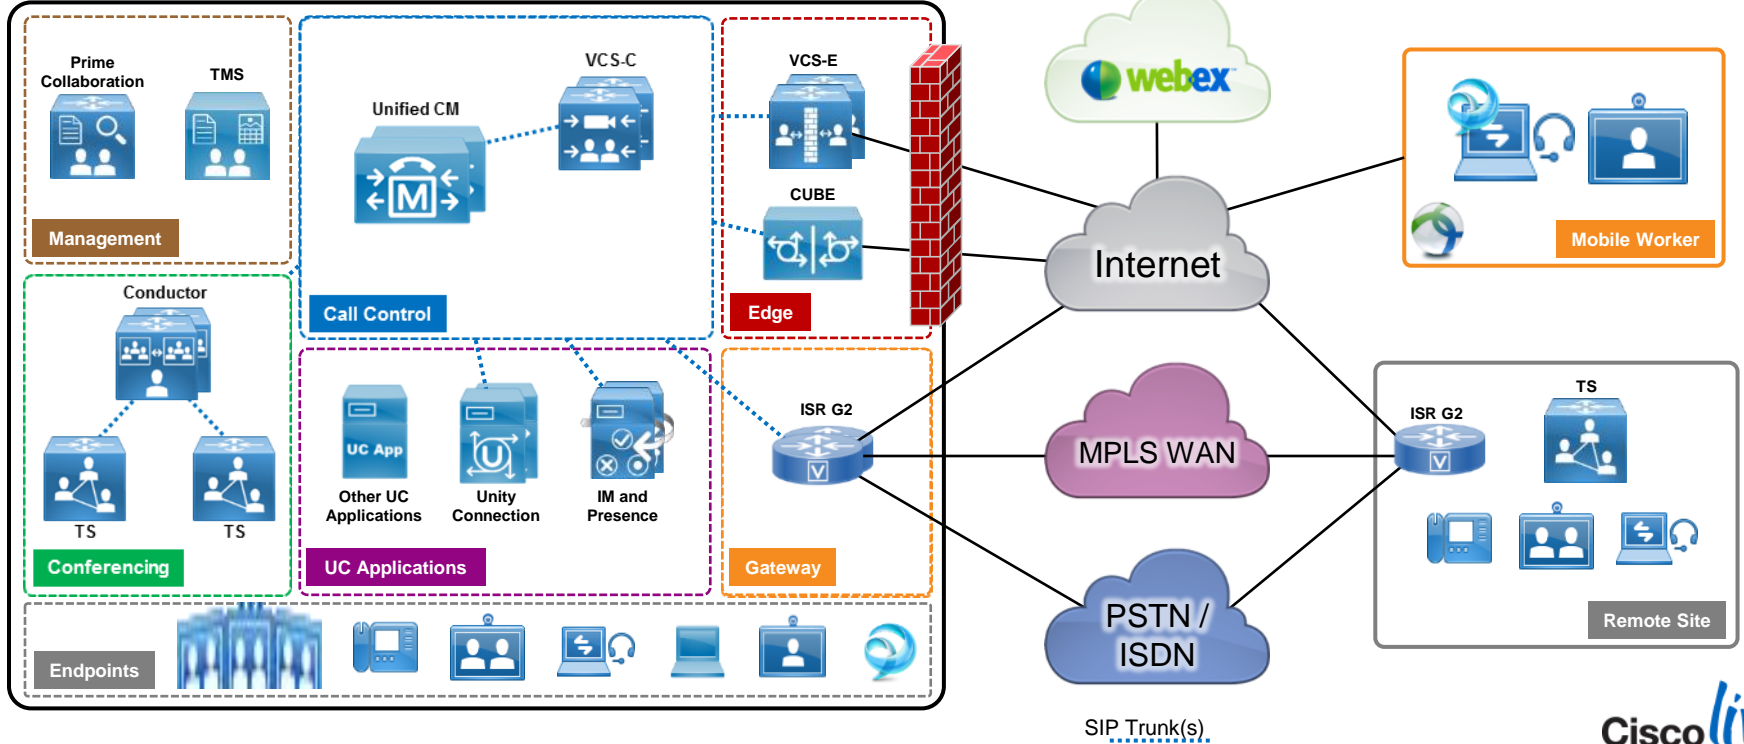 Prime
Collaboration
TMS
Management
Unified CM
VCS-C
M
Call Control
VCS-E
CUBE
Edge
webex™
Internet
Mobile Worker
Conductor
TS
TS
Conferencing
UC App
Other UC
Applications
U
Unity
Connection
IM and
Presence
UC Applications
ISR G2
V
Gateway
MPLS WAN
PSTN /
ISDN
ISR G2
V
TS
Remote Site
Endpoints
SIP Trunk(s)
Cisco